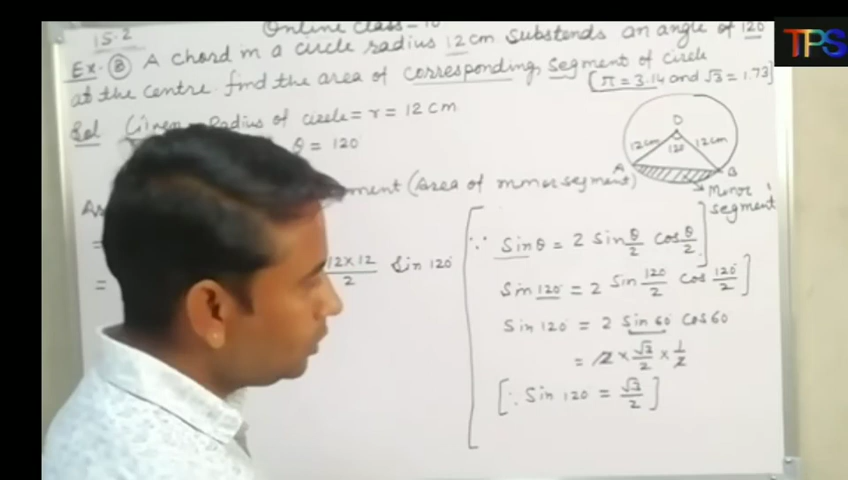 15.2
Online Class - 10
TPS
Ex. 8 A chord in a circle radius 12 cm substends an angle of 120
at the centre find the area of corresponding segment of circle
[π = 3.14 and √3 = 1.73]
Sol Given Radius of circle = r = 12 cm
θ = 120
O
12cm 120 12cm
A B
Minor segment
(Area of minor segment)
=
= 12×12/2 Sin 120
∵ Sinθ = 2 Sin θ/2 Cos θ/2
Sin 120 = 2 Sin 120/2 Cos 120/2
Sin 120 = 2 Sin 60 Cos 60
= 2 × √3/2 × 1/2
[∵ Sin 120 = √3/2]